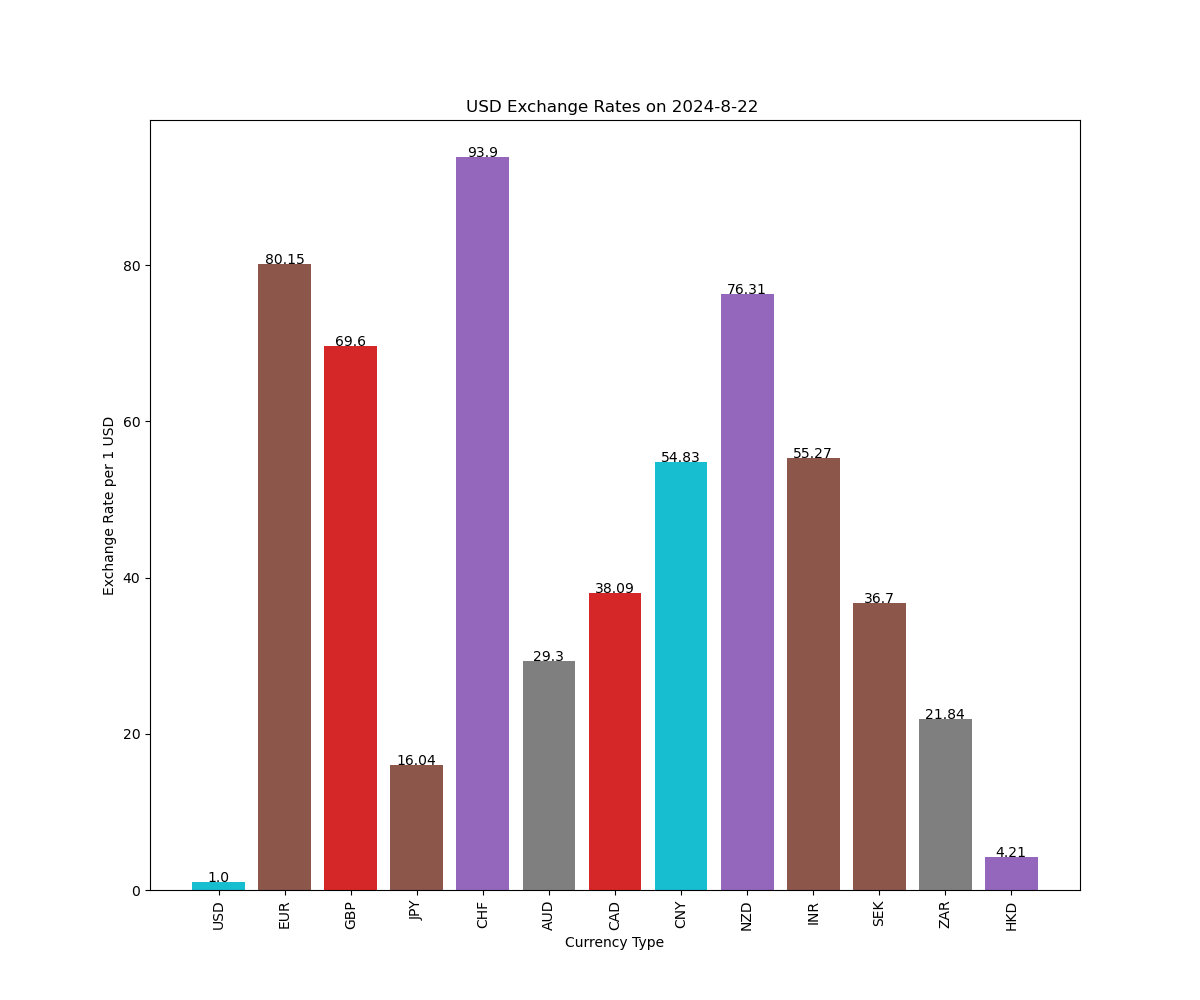 USD Exchange Rates on 2024-8-22
93.9
80.15
76.31
69.6
55.27
54.83
38.09
36.7
29.3
21.84
16.04
4.21
1.0
80
60
40
20
0
Exchange Rate per 1 USD
USD
EUR
GBP
JPY
CHF
AUD
CAD
CNY
NZD
INR
SEK
ZAR
HKD
Currency Type